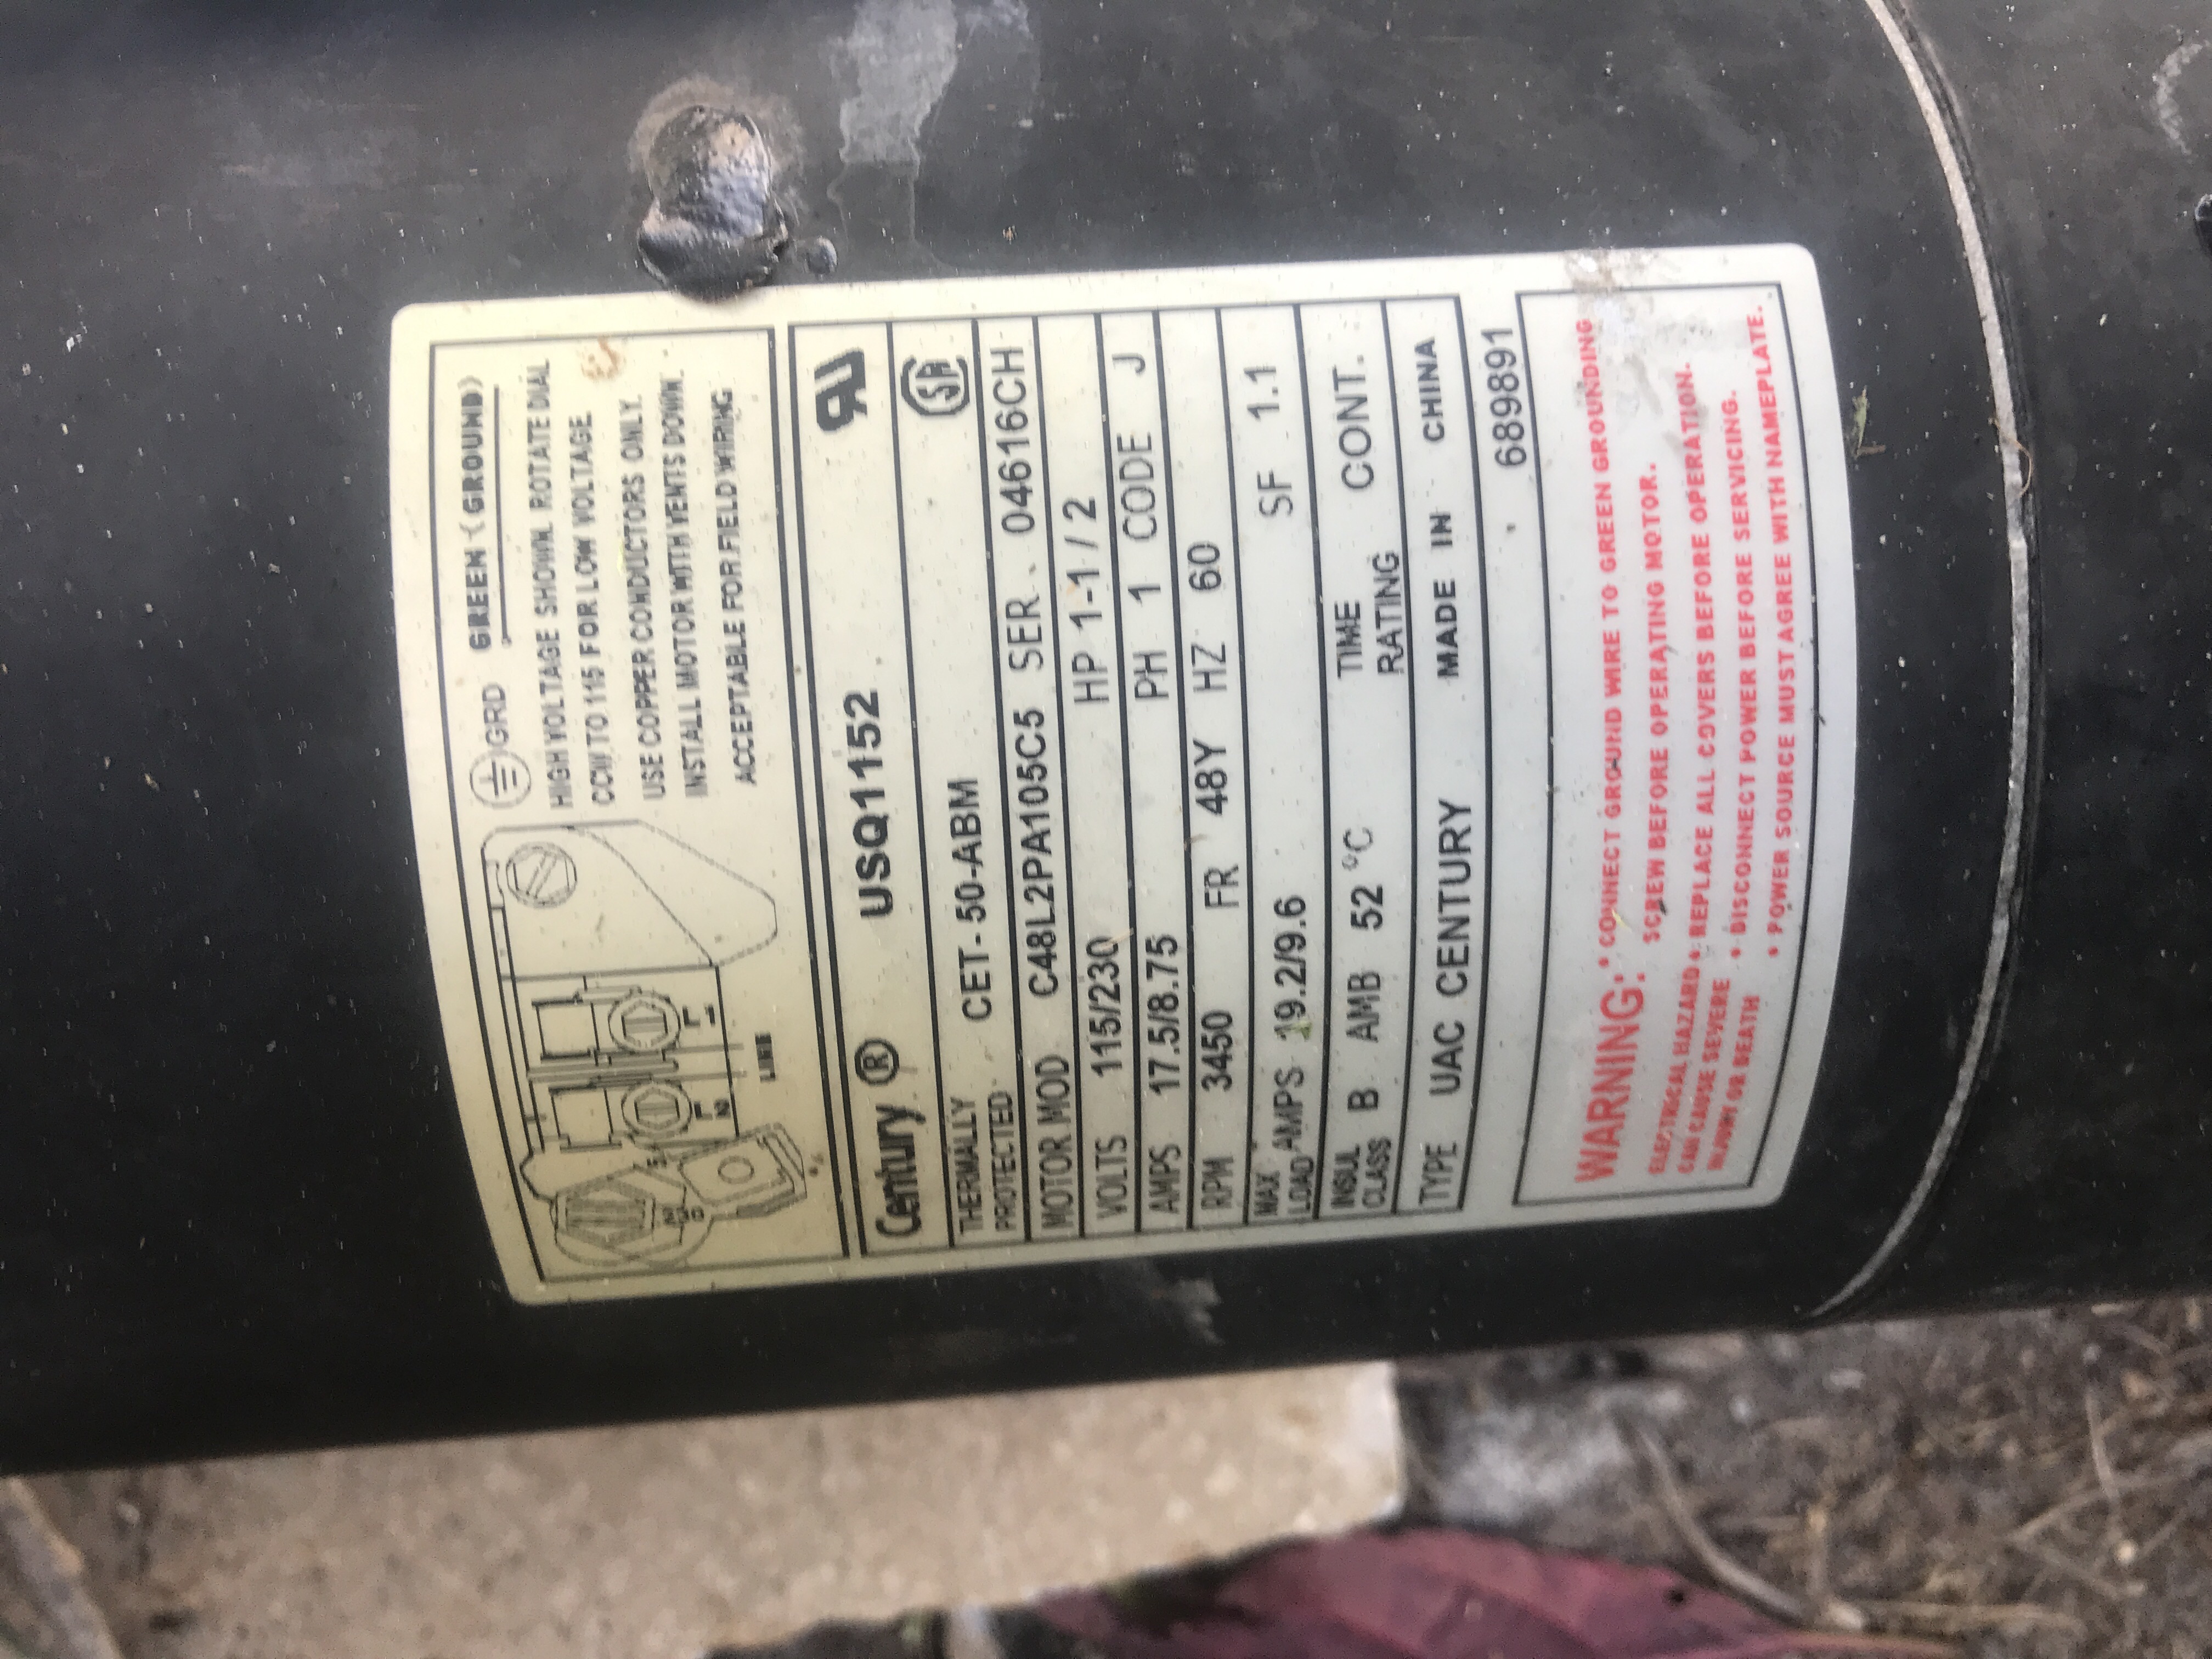 GRD GREEN (GROUND)
HIGH VOLTAGE SHOWN. ROTATE DIAL
CCW TO 115 FOR LOW VOLTAGE
USE COPPER CONDUCTORS ONLY.
INSTALL MOTOR WITH VENTS DOWN.
ACCEPTABLE FOR FIELD WIRING
L2 L1
LINE
Century ® USQ1152
THERMALLY
PROTECTED CET-50-ABM
MOTOR MOD C48L2PA105C5 SER. 04616CH
VOLTS 115/230 HP 1-1/2
AMPS 17.5/8.75 PH 1 CODE J
RPM 3450 FR 48Y HZ 60
MAX
LOAD AMPS 19.2/9.6 SF 1.1
INSUL
CLASS B AMB 52 °C TIME
RATING CONT.
TYPE UAC CENTURY MADE IN CHINA
689891
WARNING:
ELECTRICAL HAZARD
CAN CAUSE SEVERE
INJURY OR DEATH
• CONNECT GROUND WIRE TO GREEN GROUNDING
SCREW BEFORE OPERATING MOTOR.
• REPLACE ALL COVERS BEFORE OPERATION.
• DISCONNECT POWER BEFORE SERVICING.
• POWER SOURCE MUST AGREE WITH NAMEPLATE.